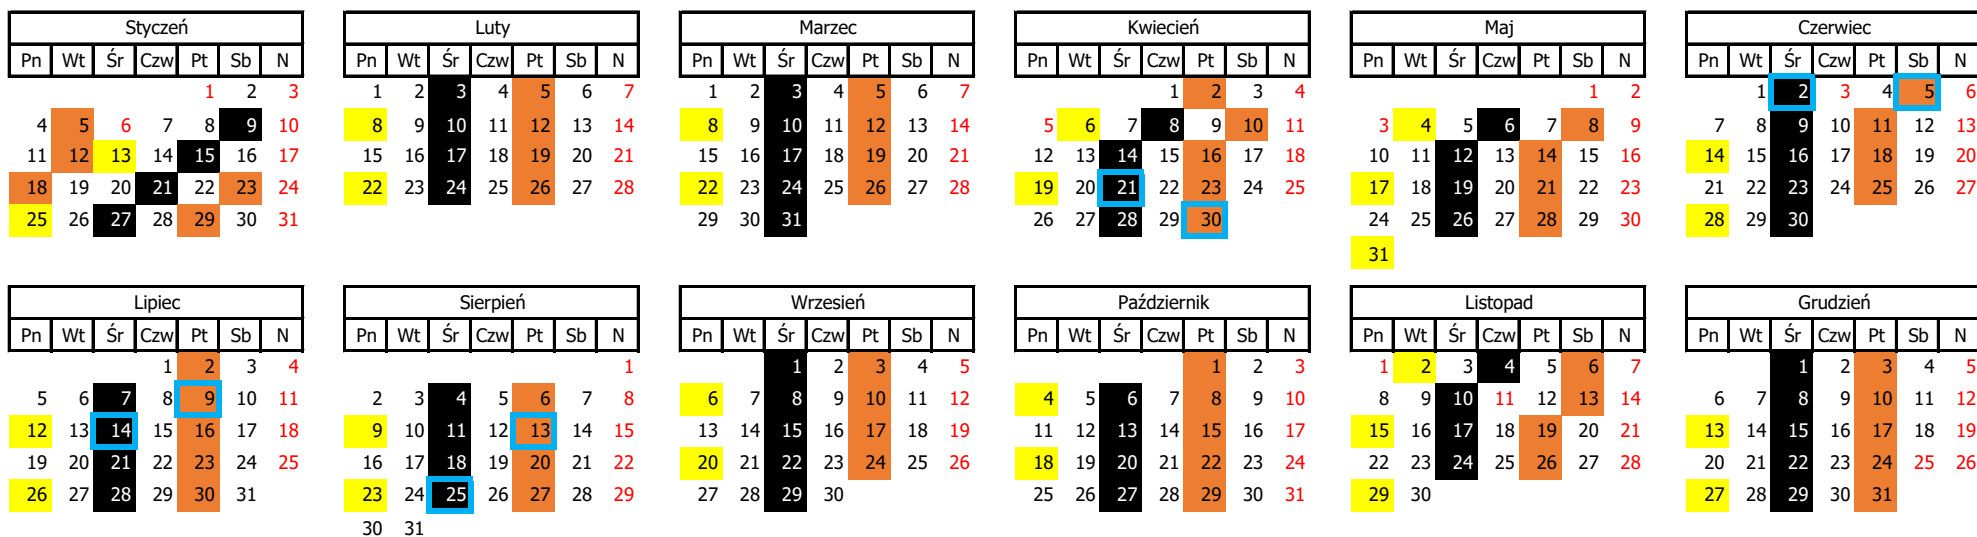 Styczeń Luty Marzec Kwiecień Maj Czerwiec
Pn Wt Śr Czw Pt Sb N Pn Wt Śr Czw Pt Sb N Pn Wt Śr Czw Pt Sb N Pn Wt Śr Czw Pt Sb N Pn Wt Śr Czw Pt Sb N Pn Wt Śr Czw Pt Sb N
1 2 3 1 2 3 4 5 6 7 1 2 3 4 5 6 7 1 2 3 4 1 2 1 2 3 4 5 6
4 5 6 7 8 9 10 8 9 10 11 12 13 14 8 9 10 11 12 13 14 5 6 7 8 9 10 11 3 4 5 6 7 8 9 7 8 9 10 11 12 13
11 12 13 14 15 16 17 15 16 17 18 19 20 21 15 16 17 18 19 20 21 12 13 14 15 16 17 18 10 11 12 13 14 15 16 14 15 16 17 18 19 20
18 19 20 21 22 23 24 22 23 24 25 26 27 28 22 23 24 25 26 27 28 19 20 21 22 23 24 25 17 18 19 20 21 22 23 21 22 23 24 25 26 27
25 26 27 28 29 30 31 29 30 31 26 27 28 29 30 24 25 26 27 28 29 30 28 29 30
31
Lipiec Sierpień Wrzesień Październik Listopad Grudzień
Pn Wt Śr Czw Pt Sb N Pn Wt Śr Czw Pt Sb N Pn Wt Śr Czw Pt Sb N Pn Wt Śr Czw Pt Sb N Pn Wt Śr Czw Pt Sb N Pn Wt Śr Czw Pt Sb N
1 2 3 4 1 1 2 3 4 5 1 2 3 1 2 3 4 5 6 7 1 2 3 4 5
5 6 7 8 9 10 11 2 3 4 5 6 7 8 6 7 8 9 10 11 12 4 5 6 7 8 9 10 8 9 10 11 12 13 14 6 7 8 9 10 11 12
12 13 14 15 16 17 18 9 10 11 12 13 14 15 13 14 15 16 17 18 19 11 12 13 14 15 16 17 15 16 17 18 19 20 21 13 14 15 16 17 18 19
19 20 21 22 23 24 25 16 17 18 19 20 21 22 20 21 22 23 24 25 26 18 19 20 21 22 23 24 22 23 24 25 26 27 28 20 21 22 23 24 25 26
26 27 28 29 30 31 23 24 25 26 27 28 29 27 28 29 30 25 26 27 28 29 30 31 29 30 27 28 29 30 31
30 31